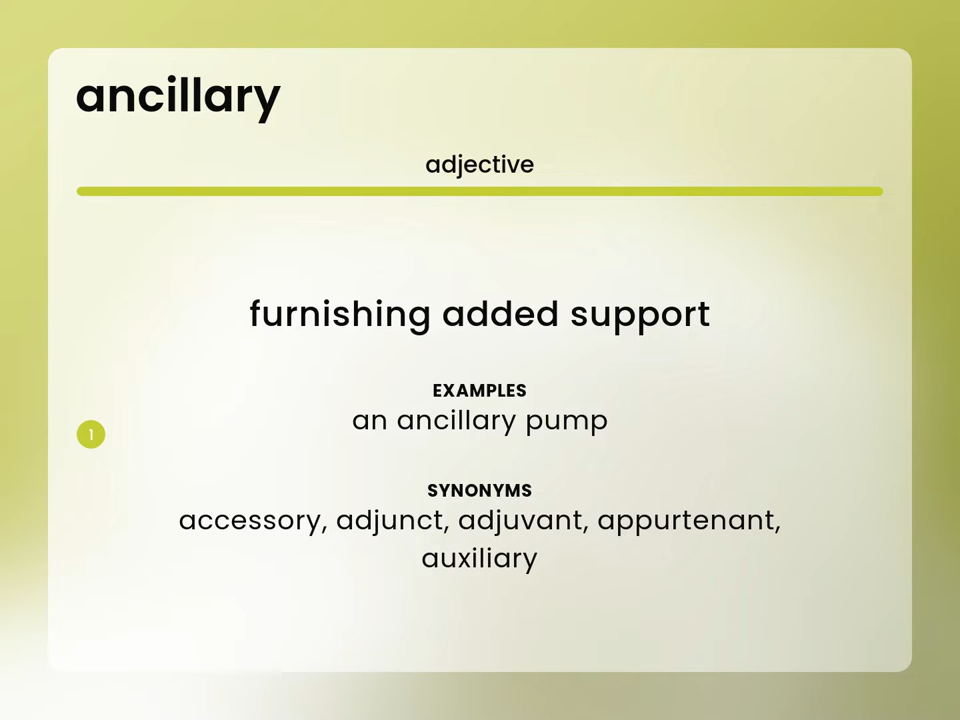 ancillary
adjective
furnishing added support
EXAMPLES
an ancillary pump
1
SYNONYMS
accessory, adjunct, adjuvant, appurtenant,
auxiliary